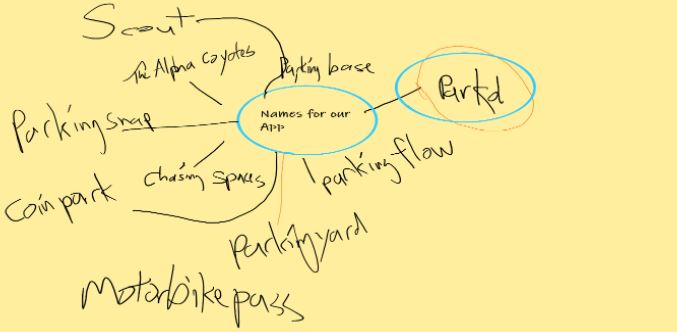 Scout
The Alpha Coyotes
Parking base
Parkd
Names for our
App
Parkingsnap
parkingflow
Chasing spaces
Coinpark
Parkingyard
Motorbikepass